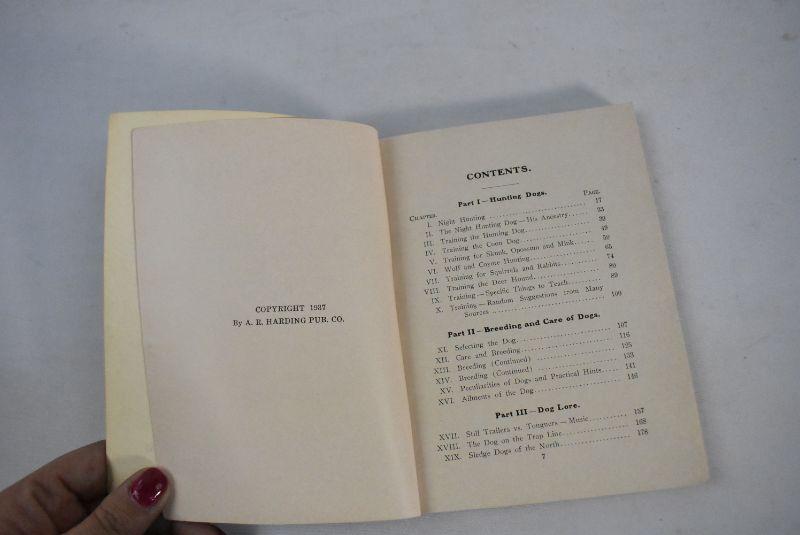 COPYRIGHT 1937
By A. R. HARDING PUB. CO.
CONTENTS.
Part I—Hunting Dogs.
CHAPTER. PAGE.
I. Night Hunting 17
II. The Night Hunting Dog—His Ancestry 23
III. Training the Hunting Dog 39
IV. Training the Coon Dog 49
V. Training for Skunk, Opossum and Mink 59
VI. Wolf and Coyote Hunting 65
VII. Training for Squirrels and Rabbits 74
VIII. Training the Deer Hound 80
IX. Training—Specific Things to Teach 89
X. Training—Random Suggestions from Many
Sources 100
Part II—Breeding and Care of Dogs.
XI. Selecting the Dog 107
XII. Care and Breeding 116
XIII. Breeding (Continued) 125
XIV. Breeding (Continued) 133
XV. Peculiarities of Dogs and Practical Hints 141
XVI. Ailments of the Dog 146
Part III—Dog Lore.
XVII. Still Trailers vs. Tonguers—Music 157
XVIII. The Dog on the Trap Line 168
XIX. Sledge Dogs of the North 178
7